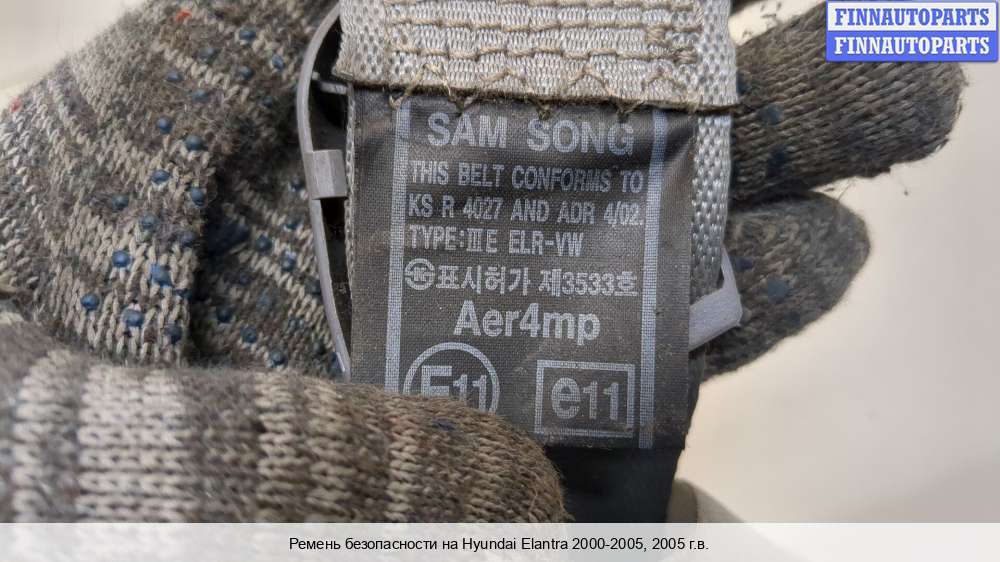 FINNAUTOPARTS
FINNAUTOPARTS
SAM SONG
THIS BELT CONFORMS TO
KS R 4027 AND ADR 4/02.
TYPE:ⅢE ELR-VW
표시허가 제3533호
Aer4mp
E11
e11
Ремень безопасности на Hyundai Elantra 2000-2005, 2005 г.в.